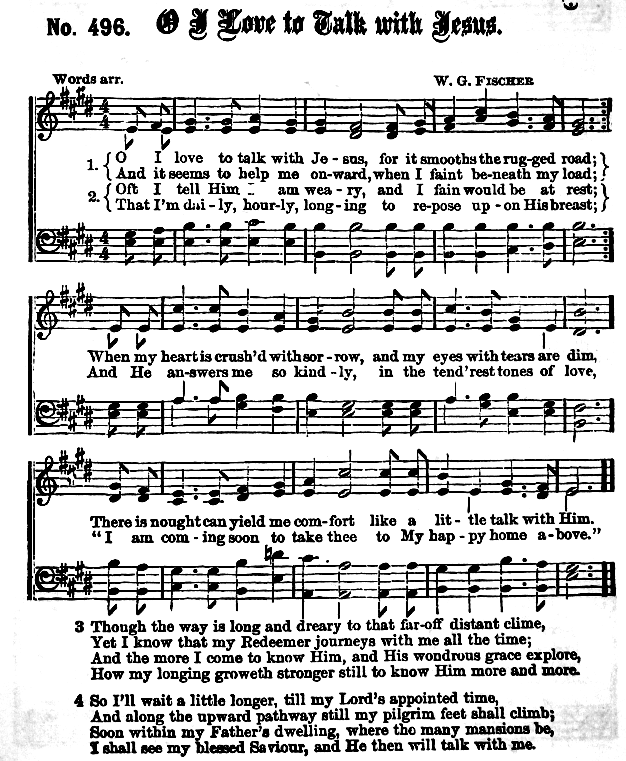 No. 496. O I Love to Talk with Jesus.
Words arr. W. G. FISCHER
1. { O I love to talk with Je - sus, for it smooths the rug-ged road; }
{ And it seems to help me on-ward, when I faint be-neath my load; }
2. { Oft I tell Him I am wea - ry, and I fain would be at rest; }
{ That I'm dai - ly, hour-ly, long - ing to re-pose up - on His breast; }
When my heart is crush'd with sor - row, and my eyes with tears are dim,
And He an-swers me so kind - ly, in the tend'rest tones of love,
There is nought can yield me com-fort like a lit - tle talk with Him.
"I am com - ing soon to take thee to My hap - py home a-bove."
3 Though the way is long and dreary to that far-off distant clime,
Yet I know that my Redeemer journeys with me all the time;
And the more I come to know Him, and His wondrous grace explore,
How my longing groweth stronger still to know Him more and more.
4 So I'll wait a little longer, till my Lord's appointed time,
And along the upward pathway still my pilgrim feet shall climb;
Soon within my Father's dwelling, where the many mansions be,
I shall see my blessed Saviour, and He then will talk with me.